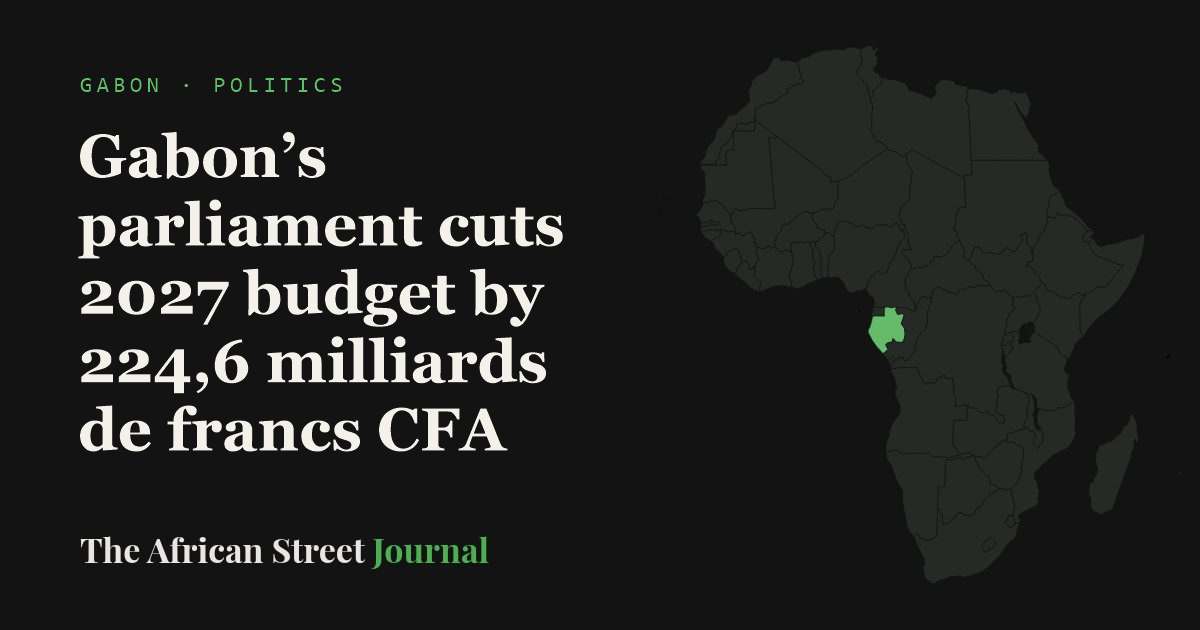 GABON · POLITICS
Gabon’s
parliament cuts
2027 budget by
224,6 milliards
de francs CFA
The African Street Journal